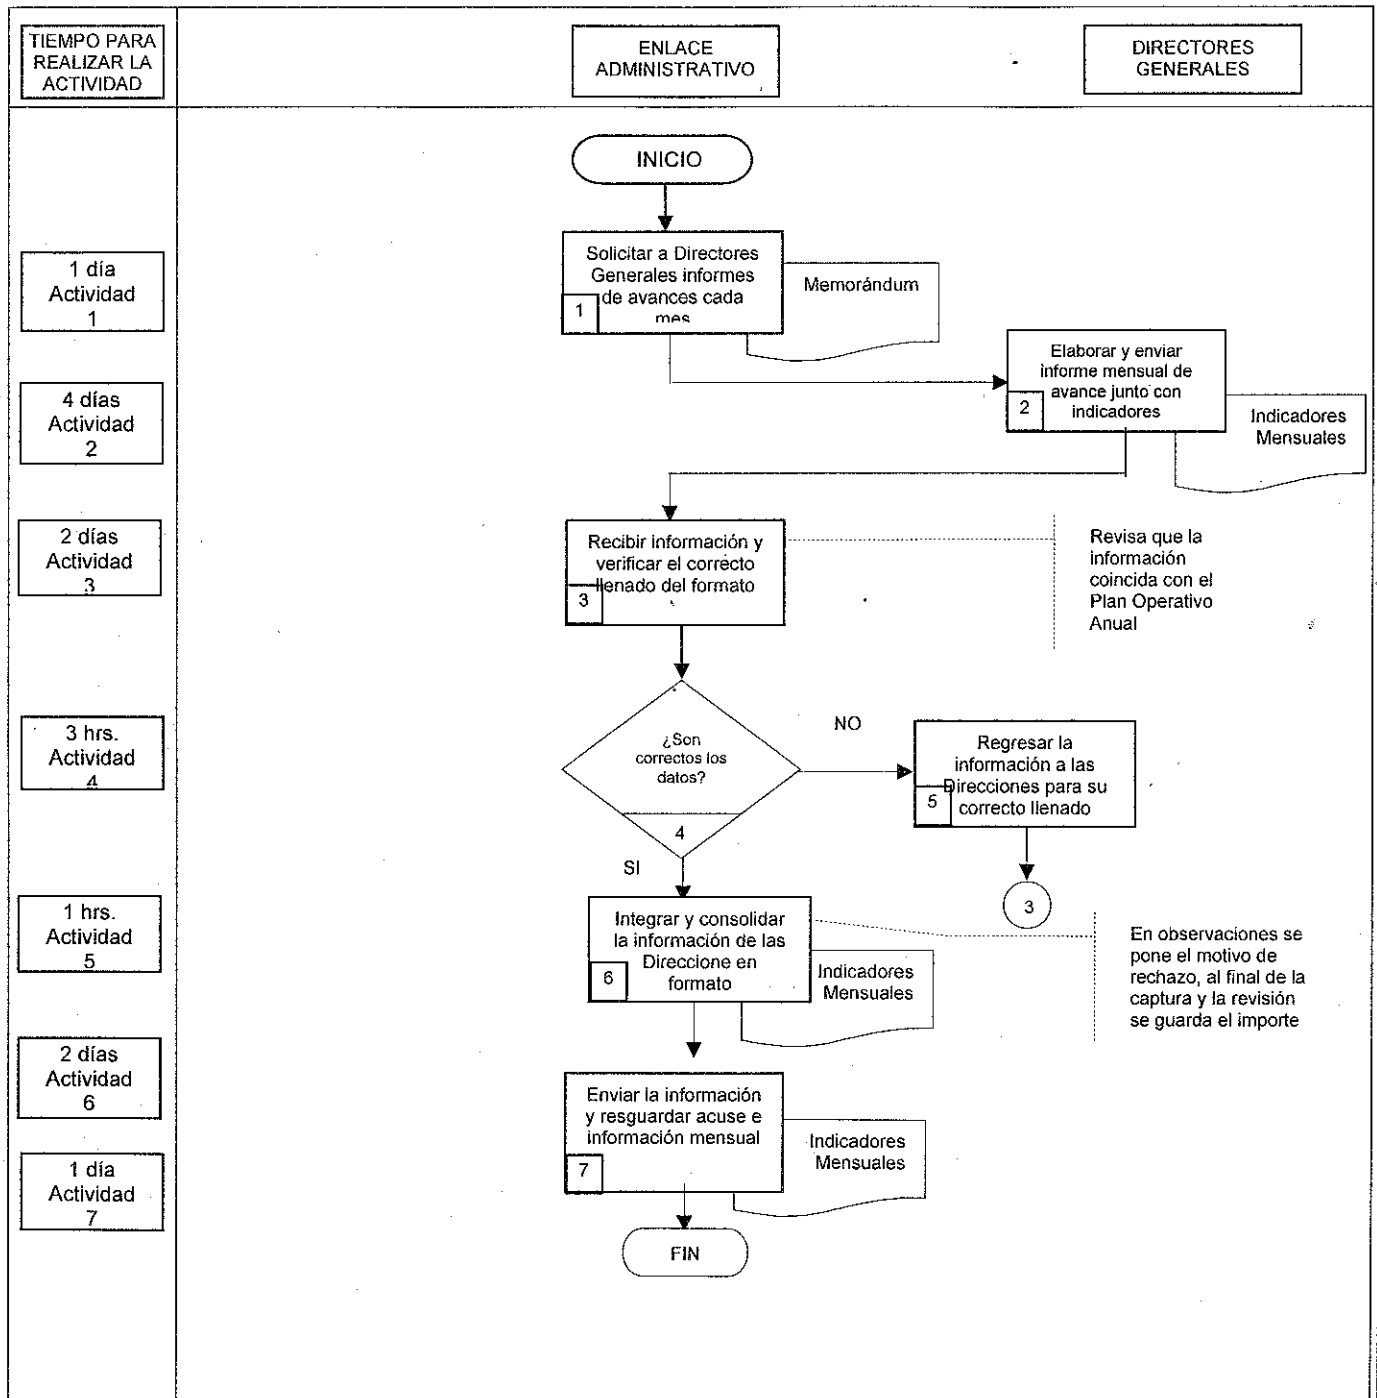 TIEMPO PARA
REALIZAR LA
ACTIVIDAD
ENLACE
ADMINISTRATIVO
DIRECTORES
GENERALES
INICIO
1 día
Actividad
1
Solicitar a Directores
Generales informes
de avances cada
mes
1
Memorándum
4 días
Actividad
2
Elaborar y enviar
informe mensual de
avance junto con
indicadores
2
Indicadores
Mensuales
2 días
Actividad
3
Recibir información y
verificar el correcto
llenado del formato
3
Revisa que la
información
coincida con el
Plan Operativo
Anual
3 hrs.
Actividad
4
¿Son
correctos los
datos?
4
NO
SI
Regresar la
información a las
Direcciones para su
correcto llenado
5
3
1 hrs.
Actividad
5
Integrar y consolidar
la información de las
Direccione en
formato
6
Indicadores
Mensuales
En observaciones se
pone el motivo de
rechazo, al final de la
captura y la revisión
se guarda el importe
2 días
Actividad
6
Enviar la información
y resguardar acuse e
información mensual
7
Indicadores
Mensuales
1 día
Actividad
7
FIN